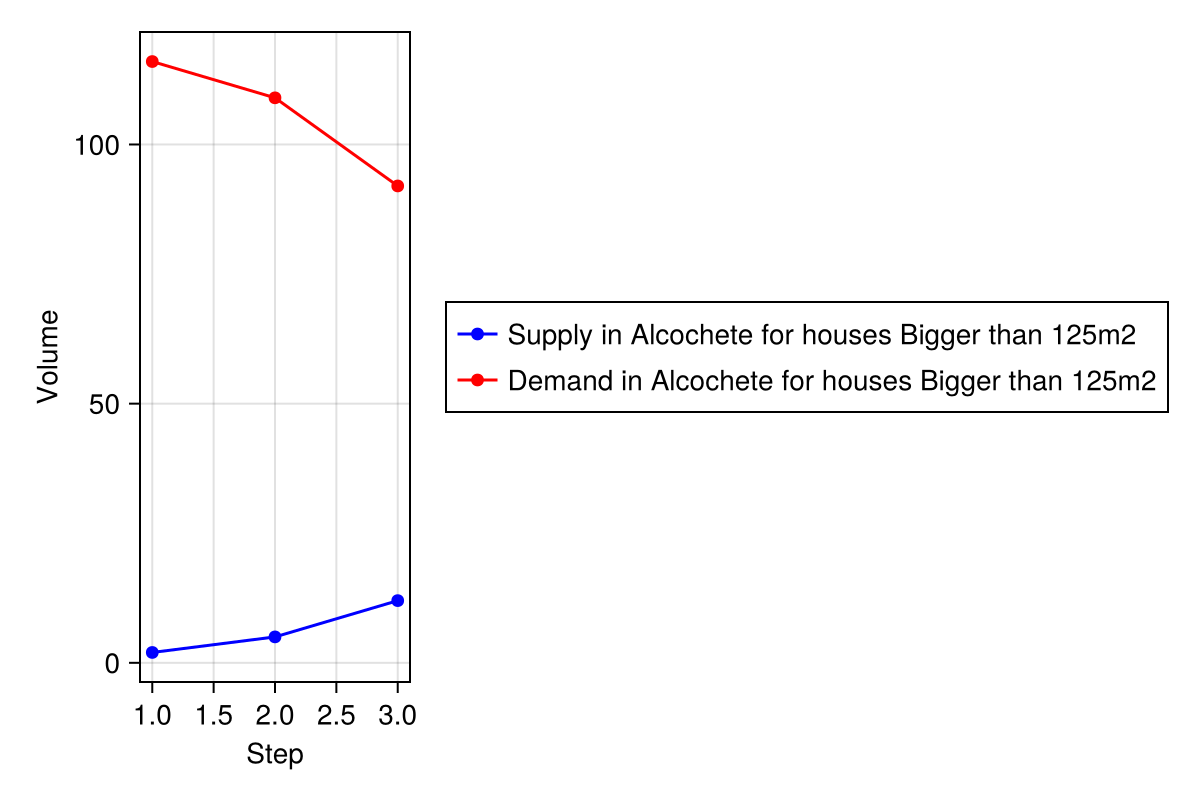 Volume
100
50
0
1.0 1.5 2.0 2.5 3.0
Step
Supply in Alcochete for houses Bigger than 125m2
Demand in Alcochete for houses Bigger than 125m2